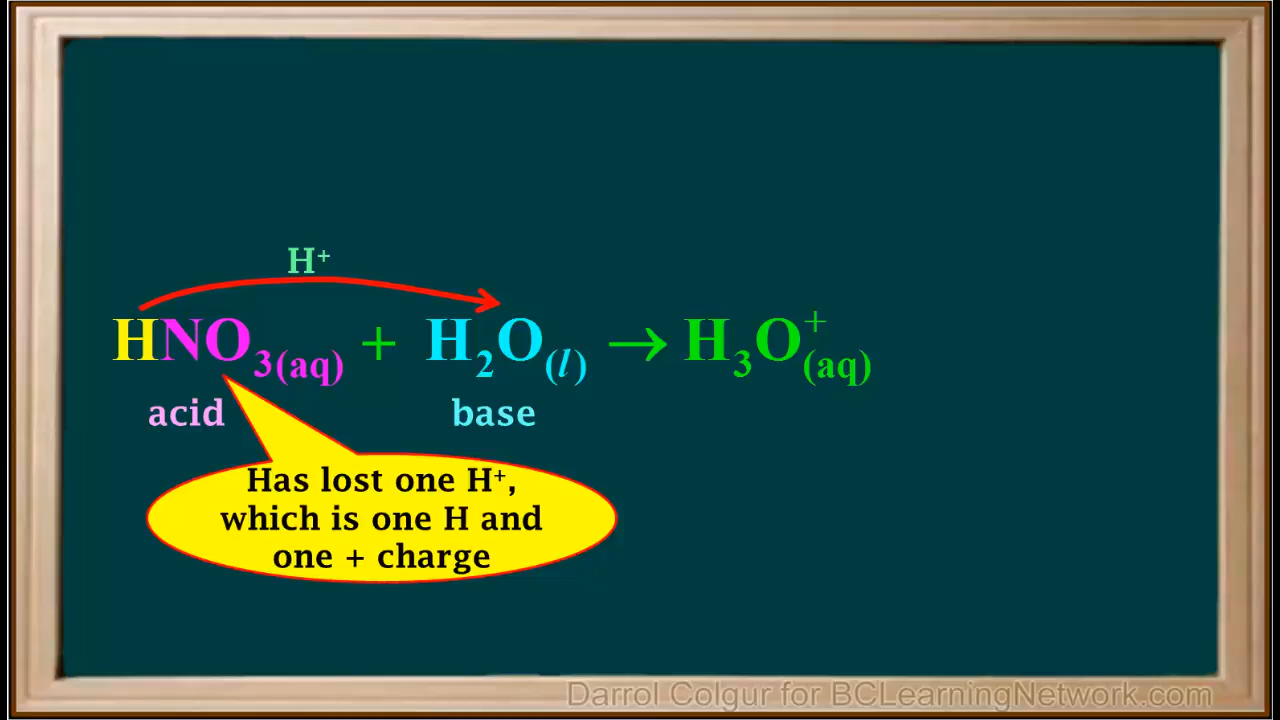 H⁺
HNO₃(aq) + H₂O(l) → H₃O⁺(aq)
acid base
Has lost one H⁺,
which is one H and
one + charge
Darrol Colgur for BCLearningNetwork.com